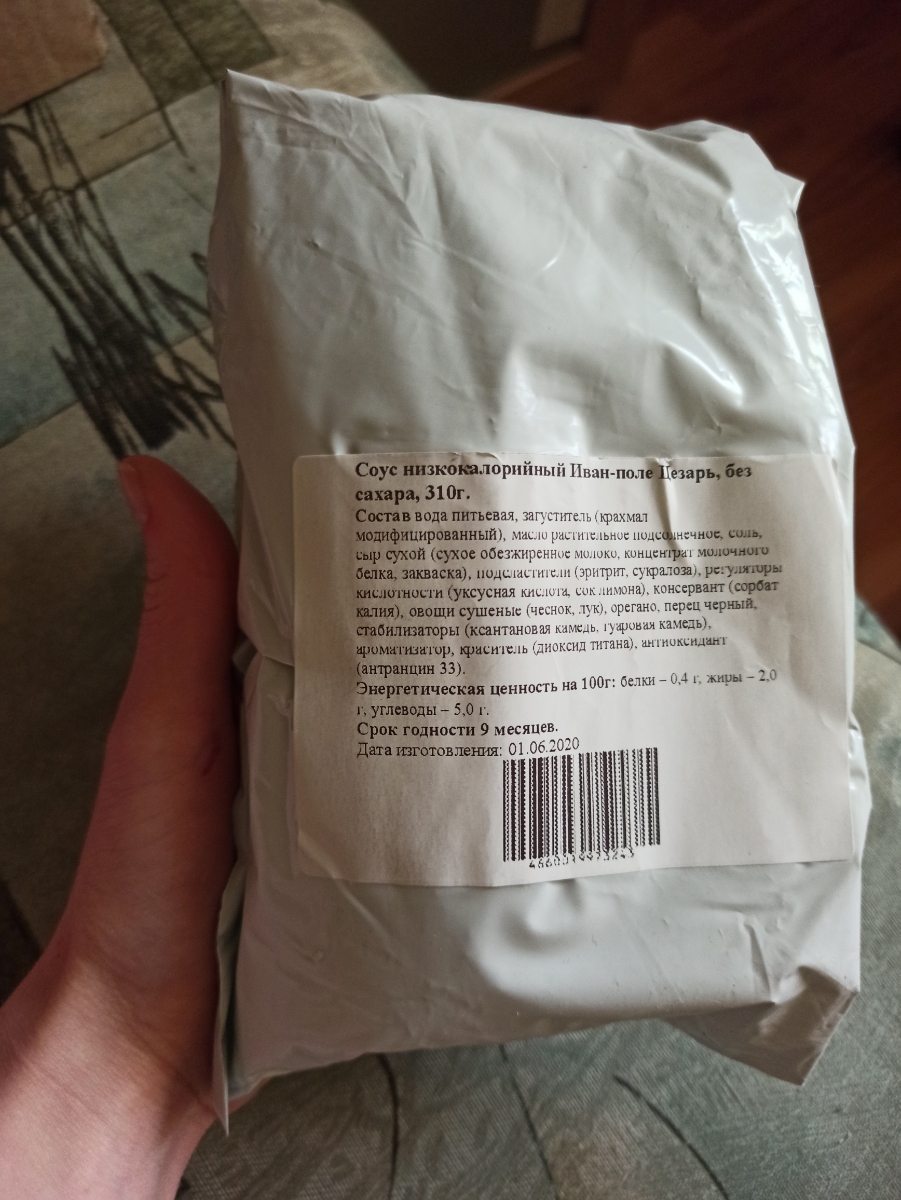 Соус низкокалорийный Иван-поле Цезарь, без
сахара, 310г.
Состав вода питьевая, загуститель (крахмал
модифицированный), масло растительное подсолнечное, соль,
сыр сухой (сухое обезжиренное молоко, концентрат молочного
белка, закваска), подсластители (эритрит, сукралоза), регуляторы
кислотности (уксусная кислота, сок лимона), консервант (сорбат
калия), овощи сушеные (чеснок, лук), орегано, перец черный,
стабилизаторы (ксантановая камедь, гуаровая камедь),
ароматизатор, краситель (диоксид титана), антиоксидант
(антранцин 33).
Энергетическая ценность на 100г: белки – 0,4 г, жиры – 2,0
г, углеводы – 5,0 г.
Срок годности 9 месяцев.
Дата изготовления: 01.06.2020